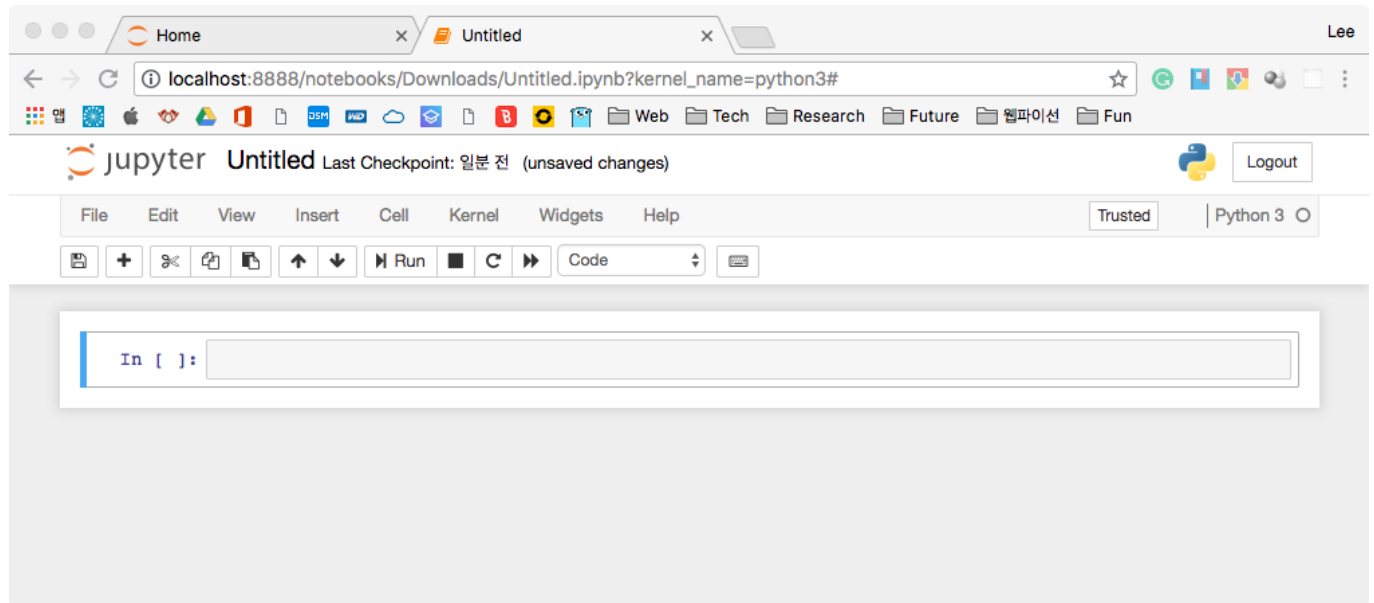 Home Untitled Lee
localhost:8888/notebooks/Downloads/Untitled.ipynb?kernel_name=python3#
앱 DSM WD B Web Tech Research Future 웹파이선 Fun
jupyter Untitled Last Checkpoint: 일분 전 (unsaved changes) Logout
File Edit View Insert Cell Kernel Widgets Help Trusted Python 3
Run Code
In [ ]: